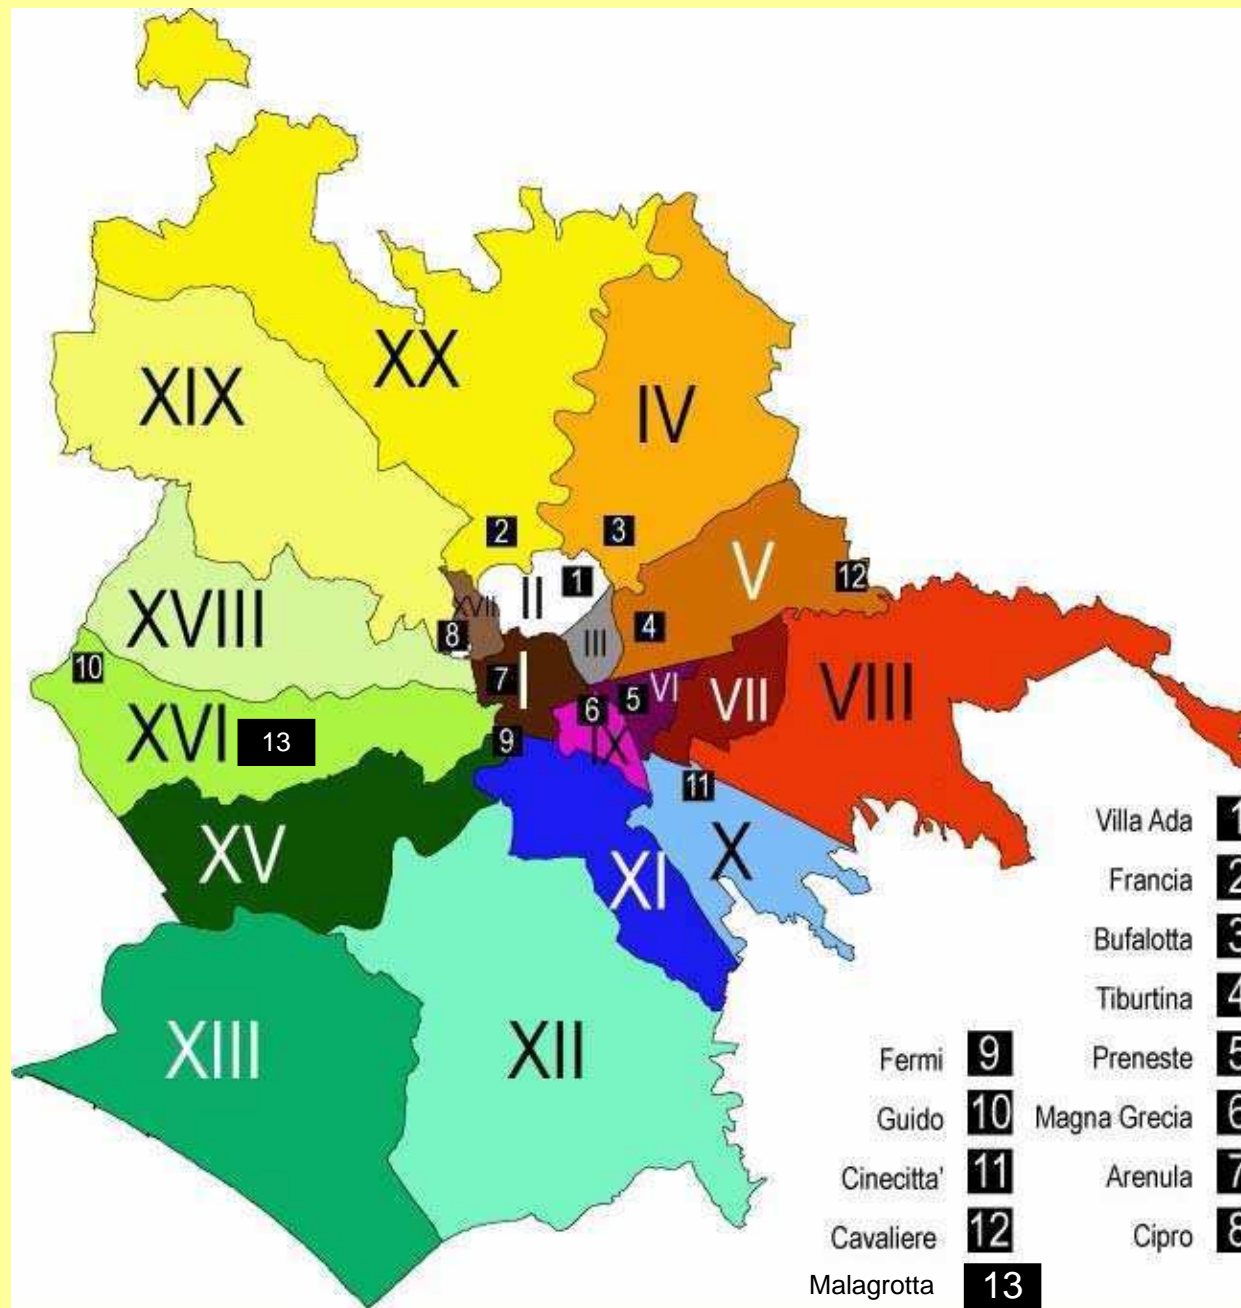 XX
XIX
IV
2
3
V
1
12
II
XVII
XVIII
III
4
8
10
7
I
VI
5
VII
VIII
6
XVI
13
9
IX
11
Villa Ada 1
XV
X
XI
Francia 2
Bufalotta 3
Tiburtina 4
XIII
XII
Fermi 9
Preneste 5
Guido 10
Magna Grecia 6
Cinecitta' 11
Arenula 7
Cavaliere 12
Cipro 8
Malagrotta 13